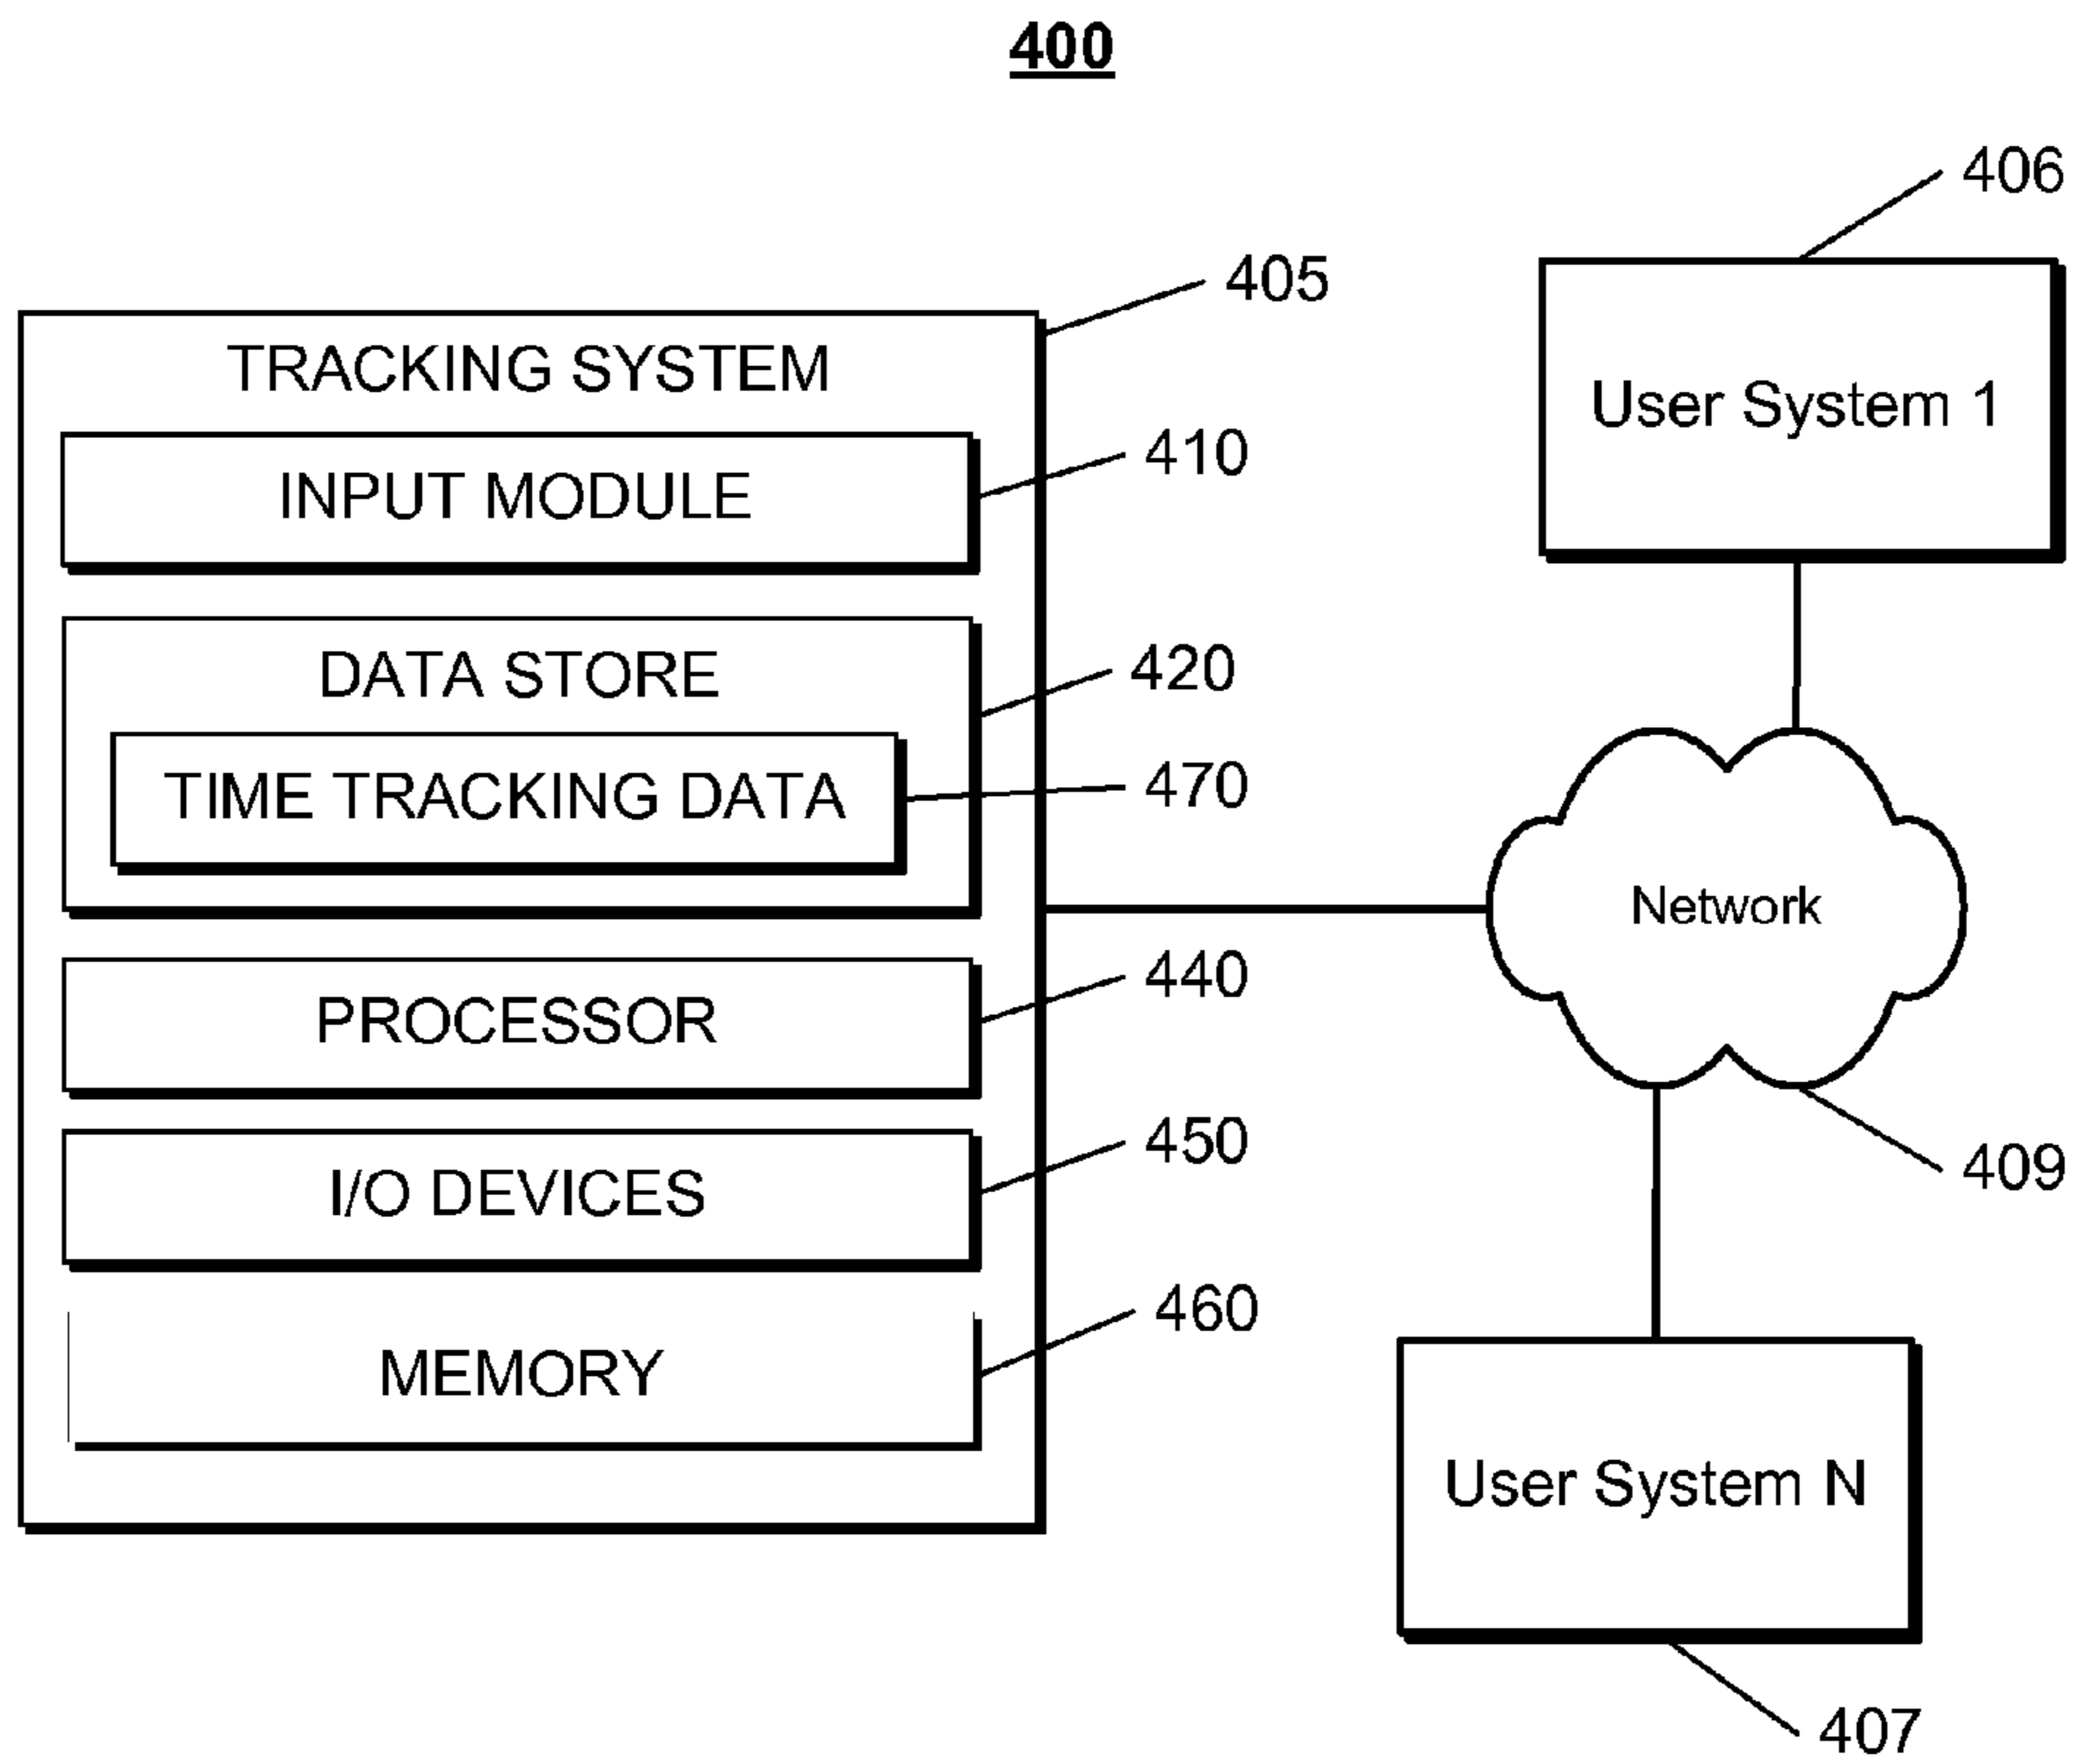 400
406
405
TRACKING SYSTEM
User System 1
INPUT MODULE
410
DATA STORE
420
TIME TRACKING DATA
470
Network
PROCESSOR
440
I/O DEVICES
450
409
MEMORY
460
User System N
407